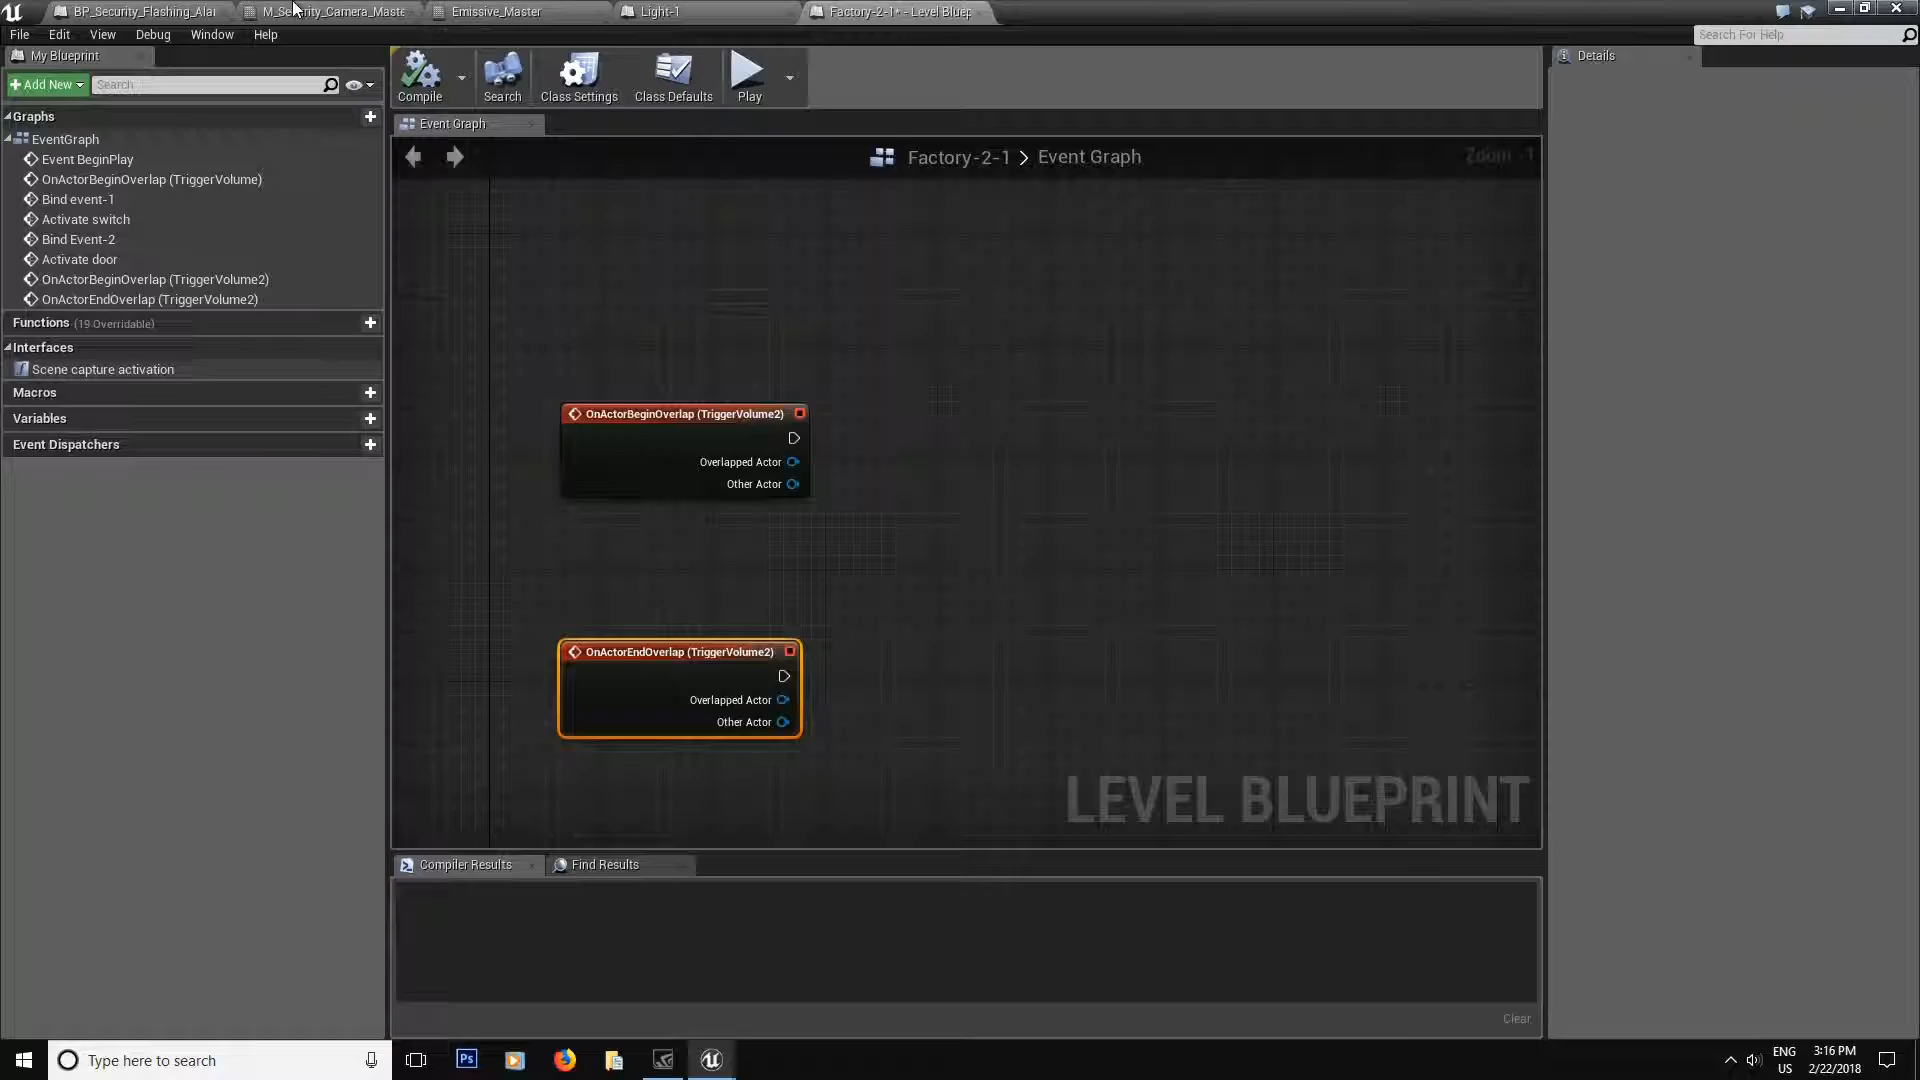 BP_Security_Flashing_Alar
M_Security_Camera_Maste
Emissive_Master
Light-1
Factory-2-1* - Level Bluep
File
Edit
View
Debug
Window
Help
Search For Help
My Blueprint
Add New
Search
Graphs
EventGraph
Event BeginPlay
OnActorBeginOverlap (TriggerVolume)
Bind event-1
Activate switch
Bind Event-2
Activate door
OnActorBeginOverlap (TriggerVolume2)
OnActorEndOverlap (TriggerVolume2)
Functions (19 Overridable)
Interfaces
Scene capture activation
Macros
Variables
Event Dispatchers
Compile
Search
Class Settings
Class Defaults
Play
Event Graph
Factory-2-1 > Event Graph
Zoom -1
OnActorBeginOverlap (TriggerVolume2)
Overlapped Actor
Other Actor
OnActorEndOverlap (TriggerVolume2)
Overlapped Actor
Other Actor
LEVEL BLUEPRINT
Compiler Results
Find Results
Clear
Details
Type here to search
Ps
ENG
US
3:16 PM
2/22/2018